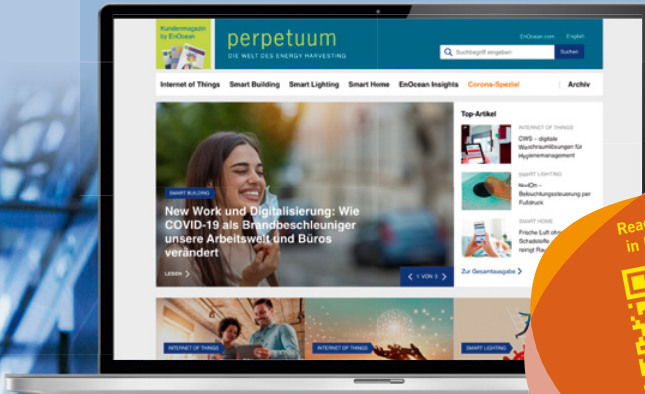 Kundenmagazin
by EnOcean
perpetuum
DIE WELT DES ENERGY HARVESTING
EnOcean.com English
Suchbegriff eingeben Suchen
Internet of Things Smart Building Smart Lighting Smart Home EnOcean Insights Corona-Spezial Archiv
SMART BUILDING
New Work und Digitalisierung: Wie
COVID-19 als Brandbeschleuniger
unsere Arbeitswelt und Büros
verändert
LESEN
1 VON 3
Top-Artikel
INTERNET OF THINGS
CWS – digitale
Waschraumlösungen für
Hygienemanagement
SMART LIGHTING
Beleuchtungssteuerung per
Fußdruck
SMART HOME
Frische Luft
Schadstoffe
reinigt
Zur Gesamtausgabe
INTERNET OF THINGS
INTERNET OF THINGS
SMART LIGHTING
in